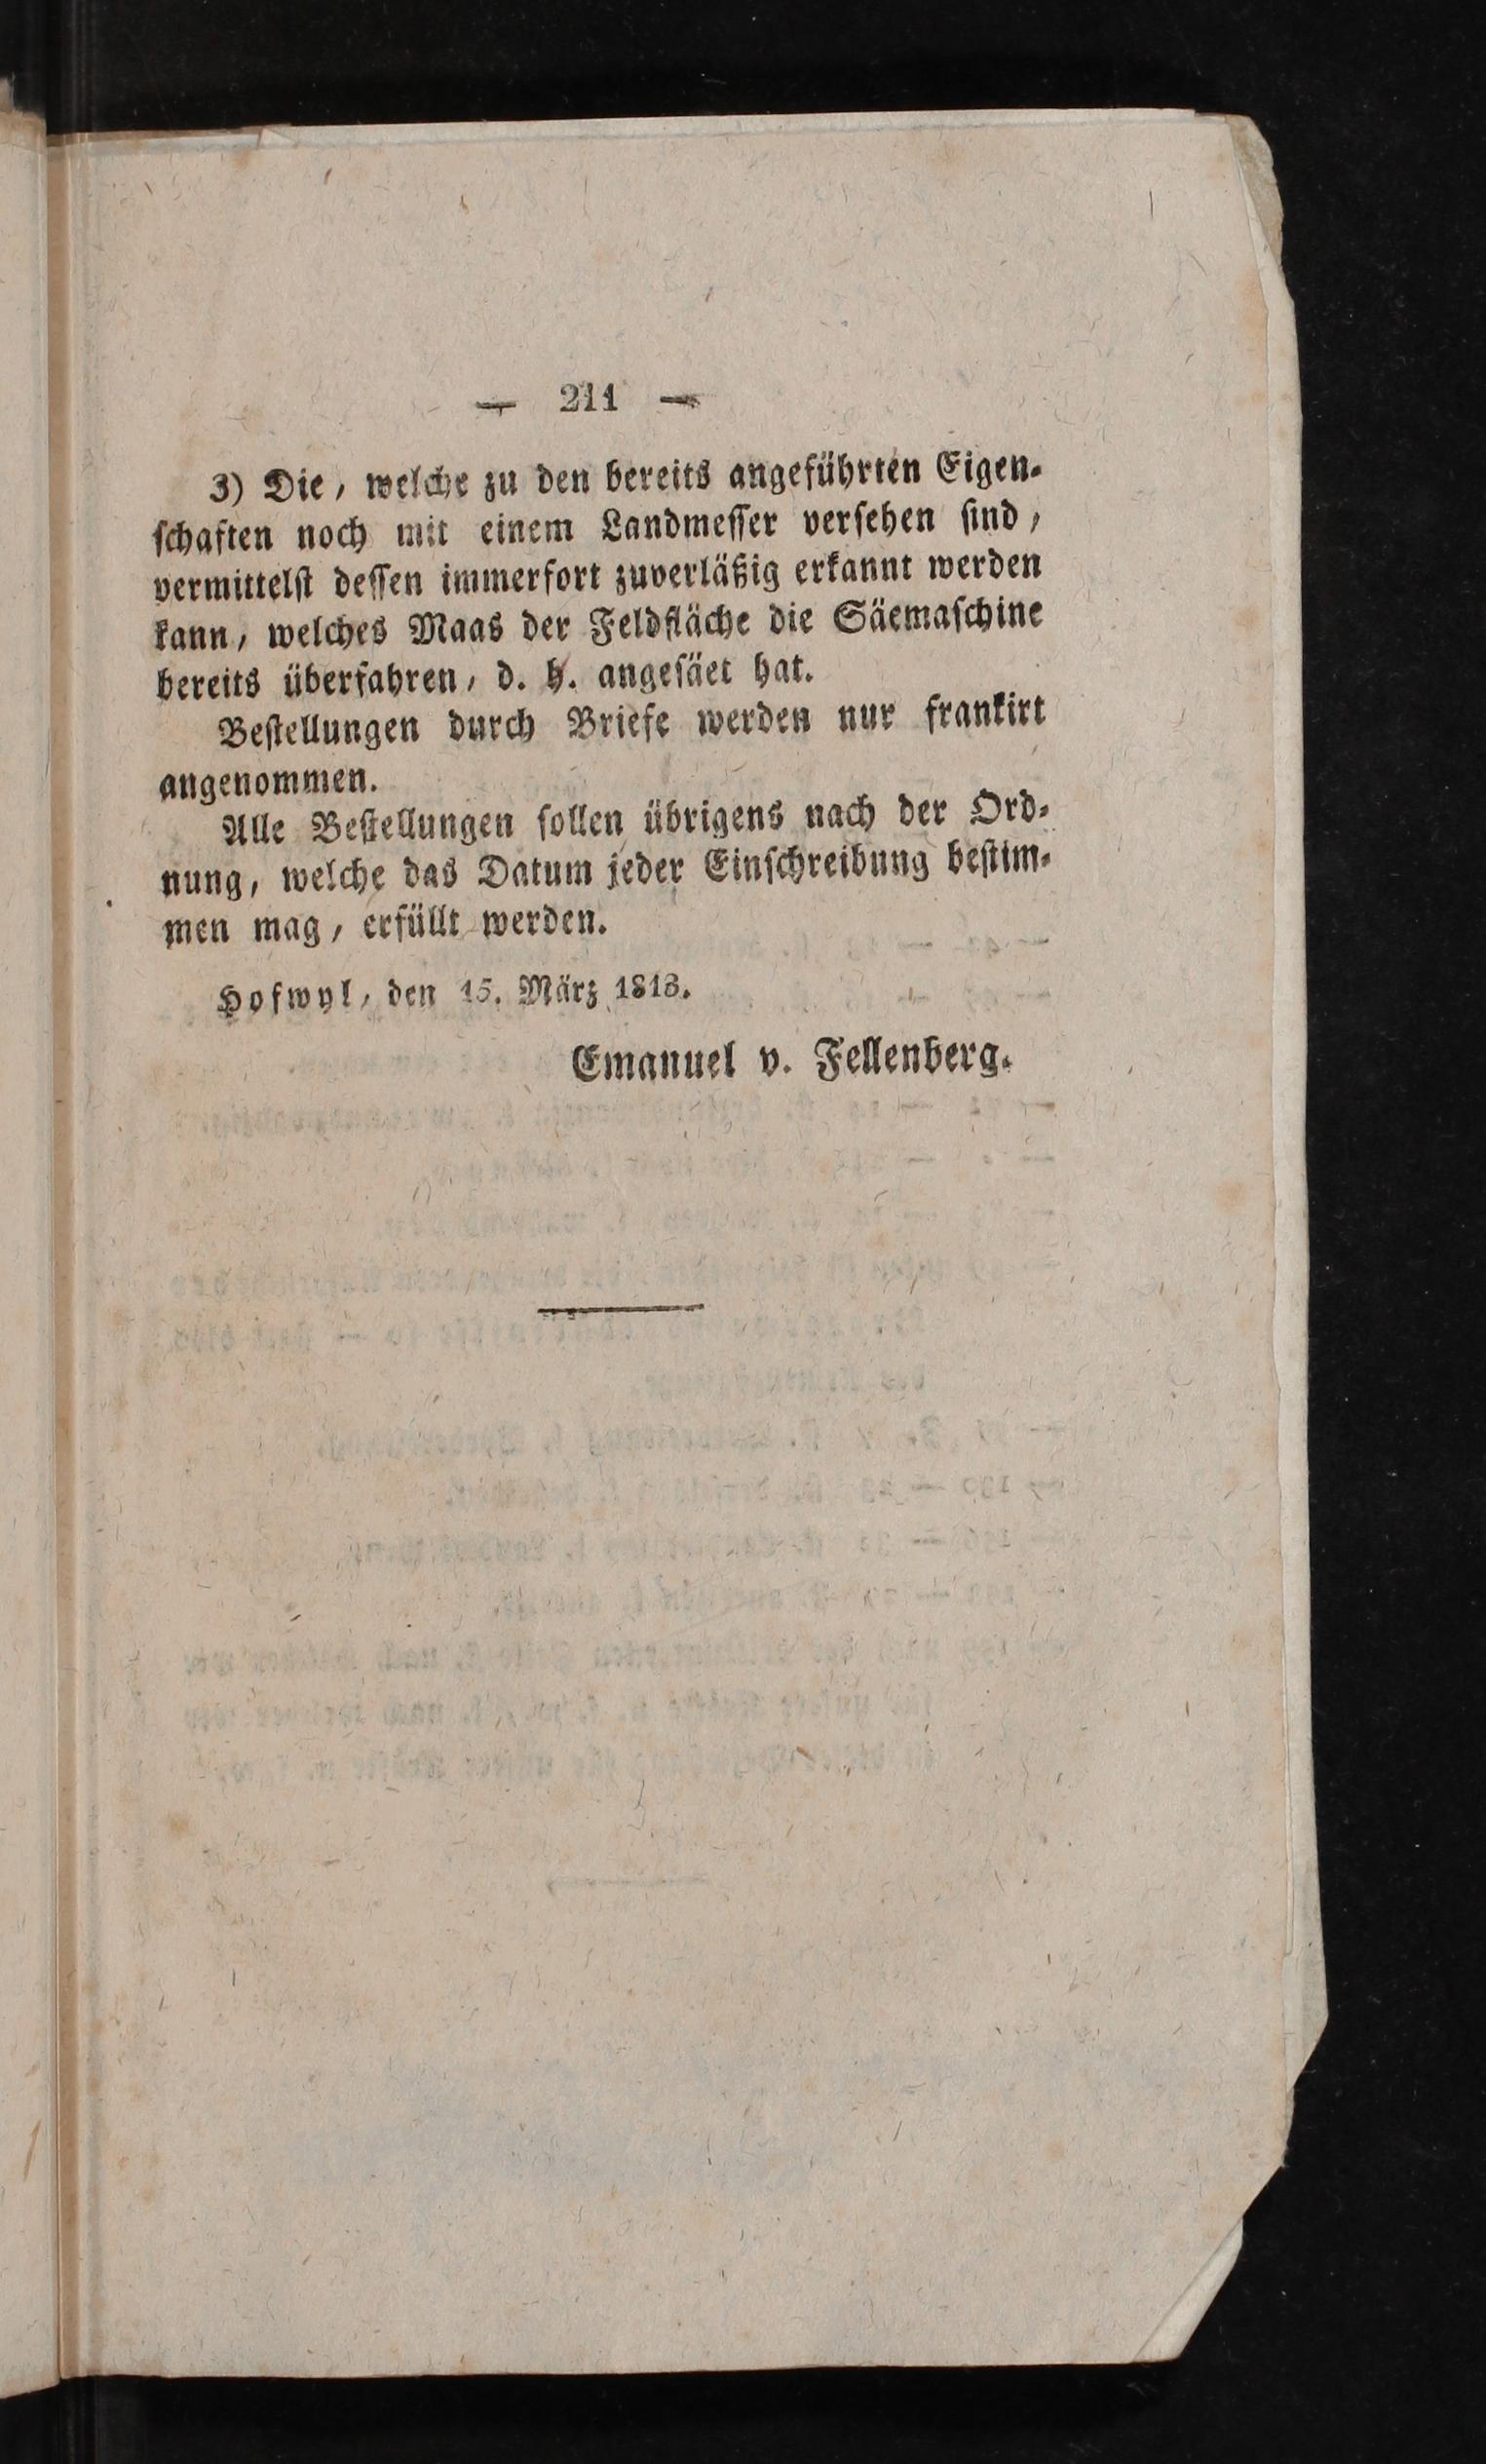 — 211 —
3) Die, welche zu den bereits angeführten Eigen-
ſchaften noch mit einem Landmeſſer verſehen ſind,
vermittelſt deſſen immerfort zuverläßig erkannt werden
kann, welches Maas der Feldfläche die Säemaſchine
bereits überfahren, d. h. angeſäet hat.
Beſtellungen durch Briefe werden nur frankirt
angenommen.
Alle Beſtellungen ſollen übrigens nach der Ord-
nung, welche das Datum jeder Einſchreibung beſtim-
men mag, erfüllt werden.
Hofwyl, den 15. März 1813.
Emanuel v. Fellenberg.